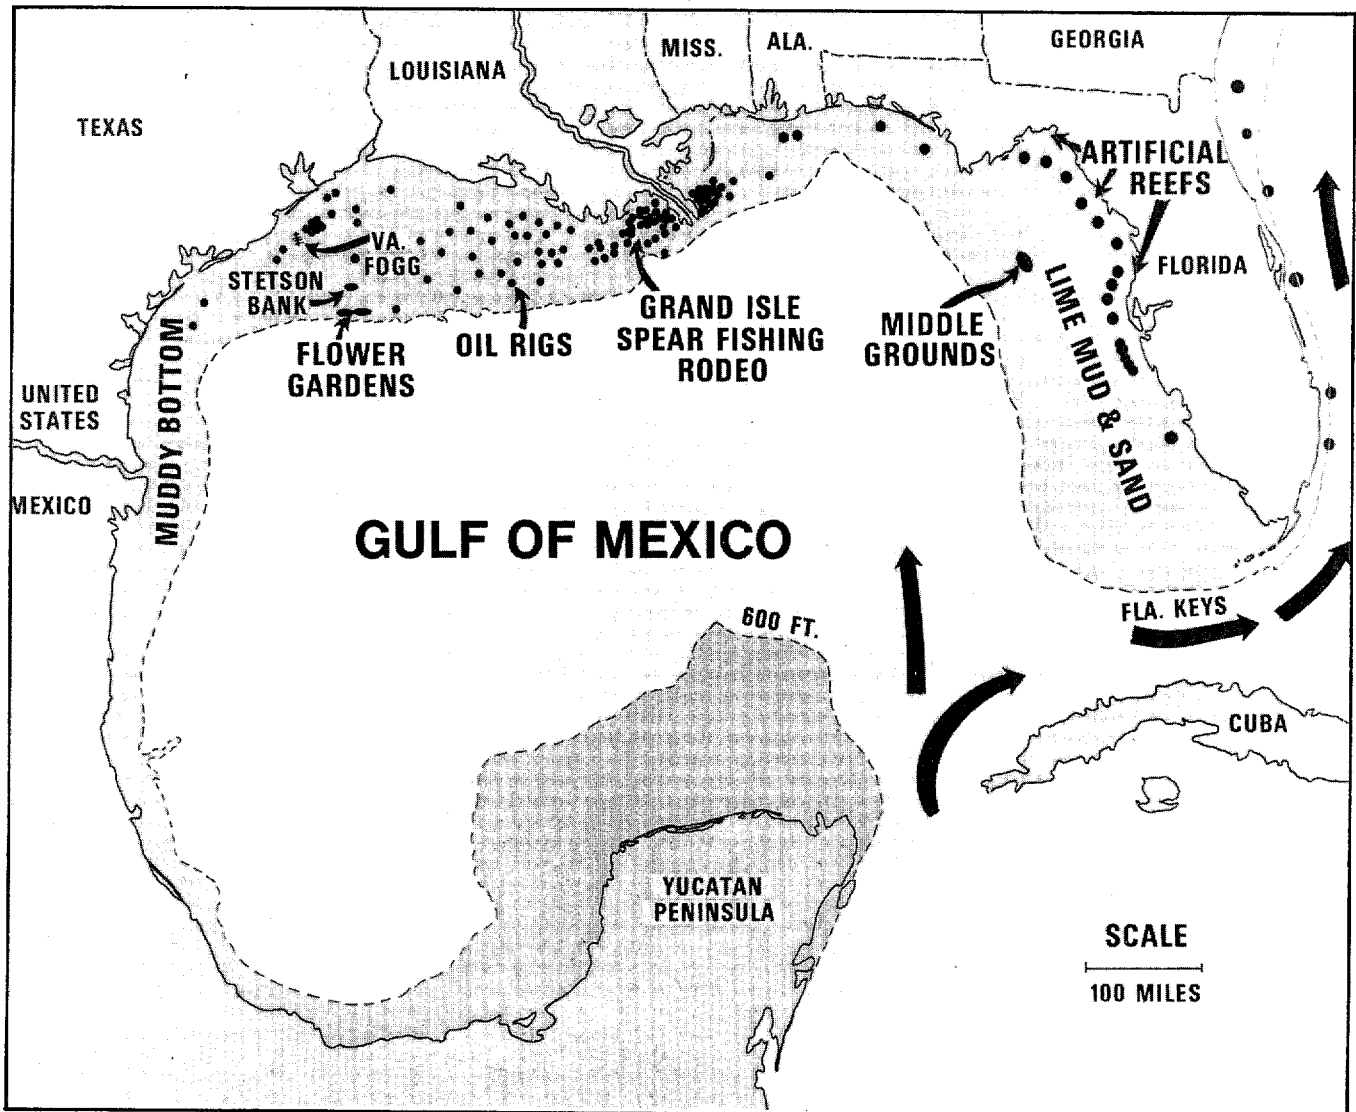 GEORGIA
MISS.
ALA.
LOUISIANA
TEXAS
ARTIFICIAL
REEFS
VA.
FOGG
FLORIDA
STETSON
BANK
GRAND ISLE
SPEAR FISHING
RODEO
MIDDLE
GROUNDS
OIL RIGS
FLOWER
GARDENS
LIME MUD & SAND
MUDDY BOTTOM
UNITED
STATES
MEXICO
GULF OF MEXICO
600 FT.
FLA. KEYS
CUBA
YUCATAN
PENINSULA
SCALE
100 MILES